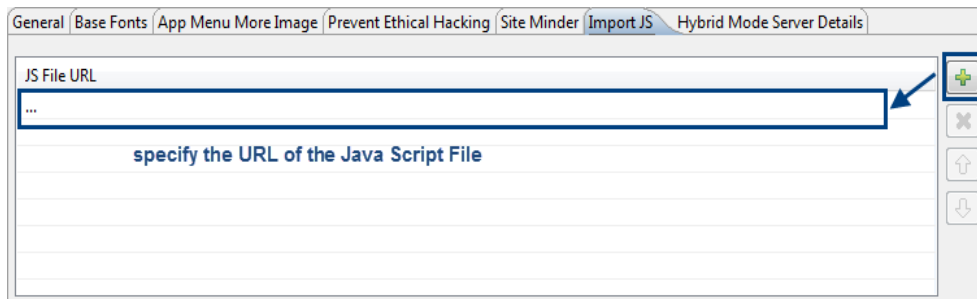 General Base Fonts App Menu More Image Prevent Ethical Hacking Site Minder Import JS Hybrid Mode Server Details
JS File URL
...
specify the URL of the Java Script File